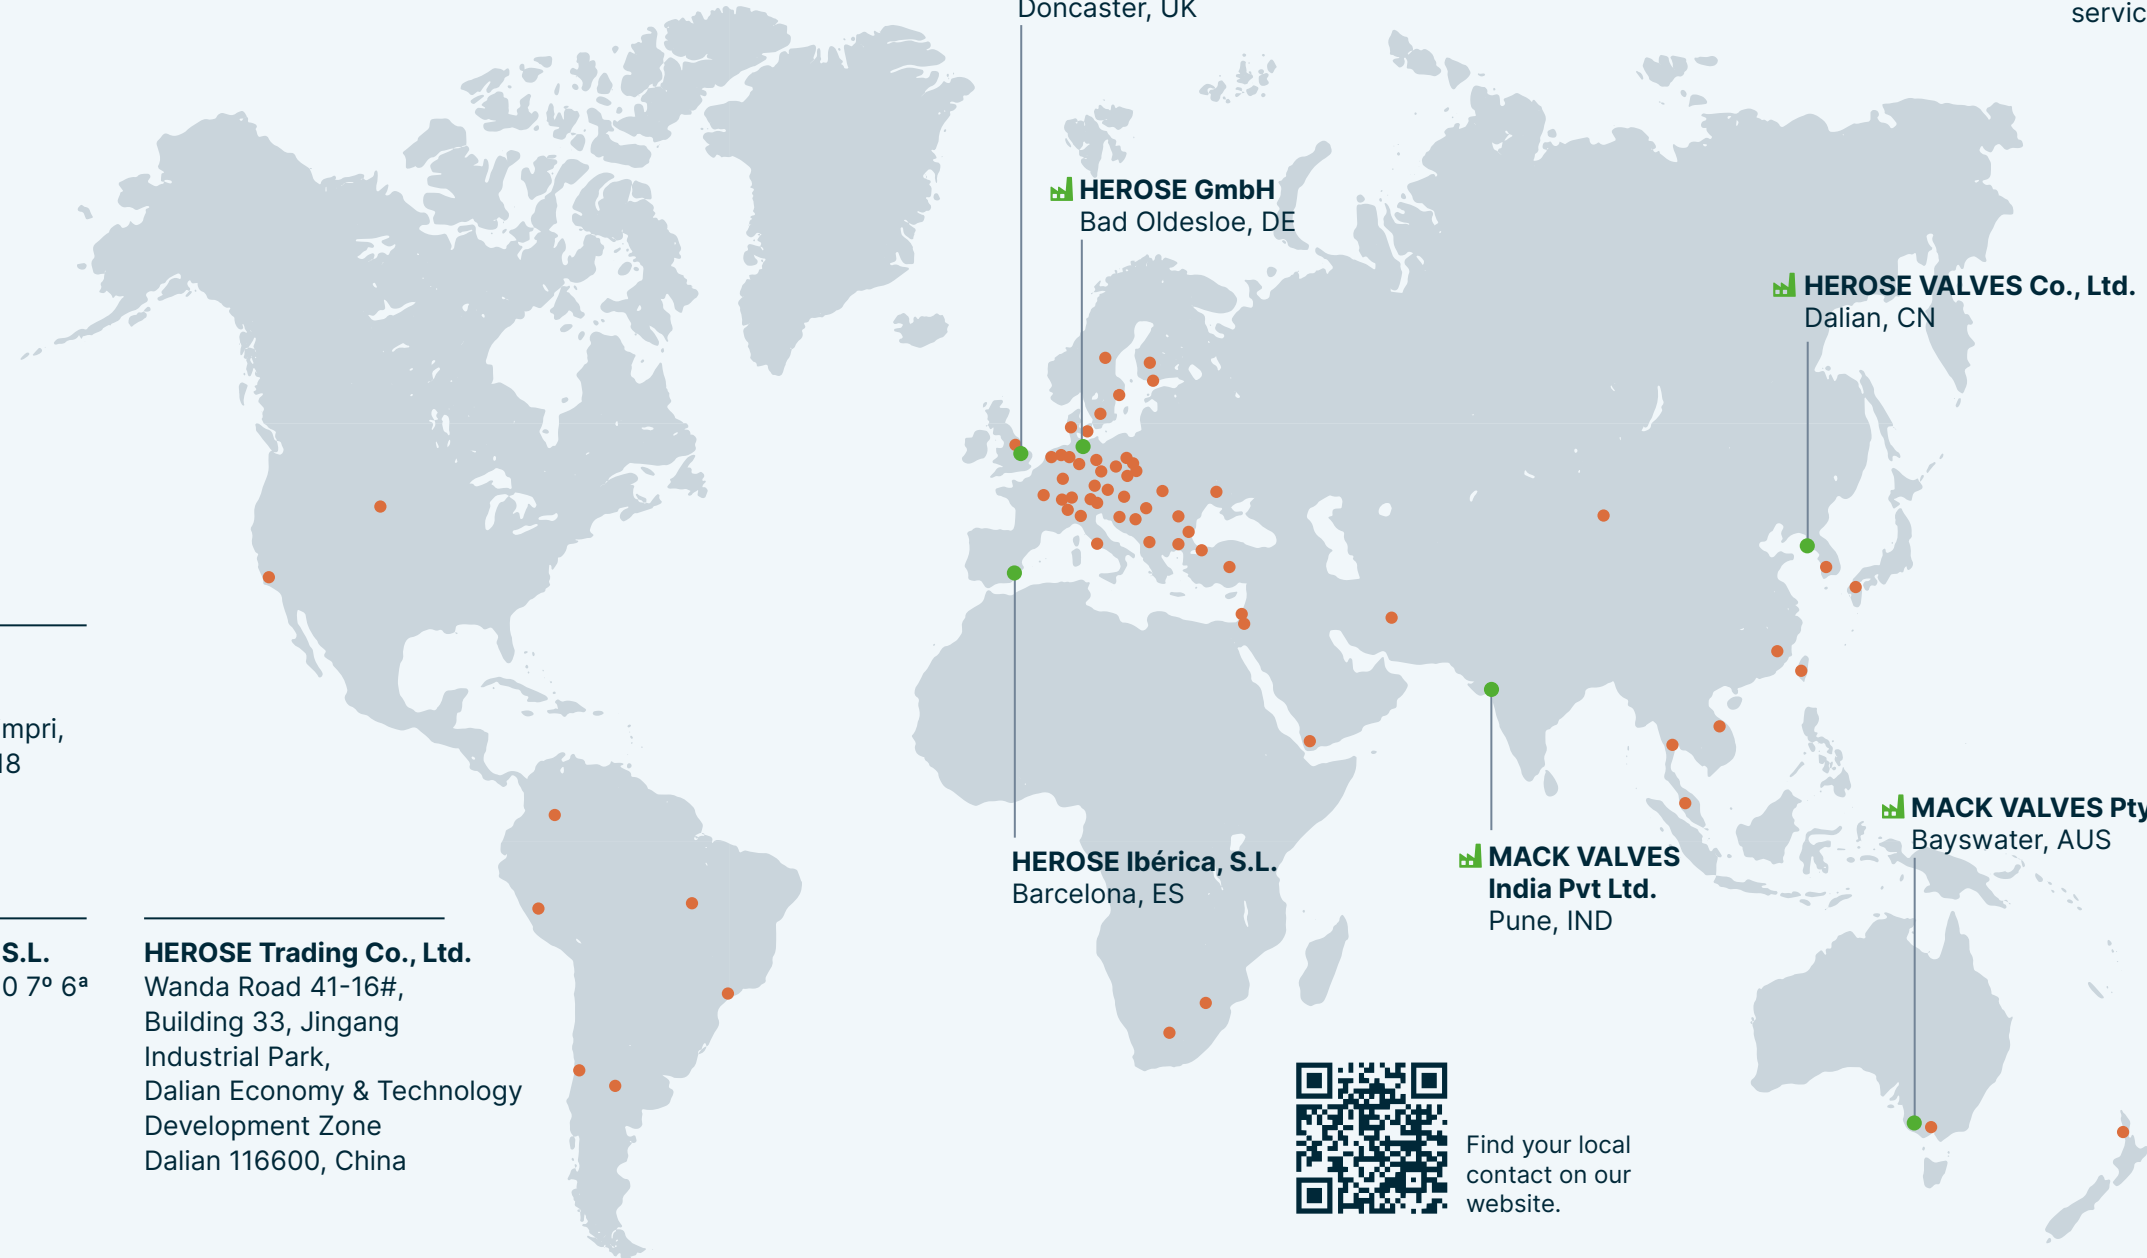 Doncaster, UK
servic
HEROSE GmbH
Bad Oldesloe, DE
HEROSE VALVES Co., Ltd.
Dalian, CN
mpri,
18
MACK VALVES Pty
Bayswater, AUS
HEROSE Ibérica, S.L.
Barcelona, ES
MACK VALVES
India Pvt Ltd.
Pune, IND
S.L.
0 7º 6ª
HEROSE Trading Co., Ltd.
Wanda Road 41-16#,
Building 33, Jingang
Industrial Park,
Dalian Economy & Technology
Development Zone
Dalian 116600, China
Find your local
contact on our
website.